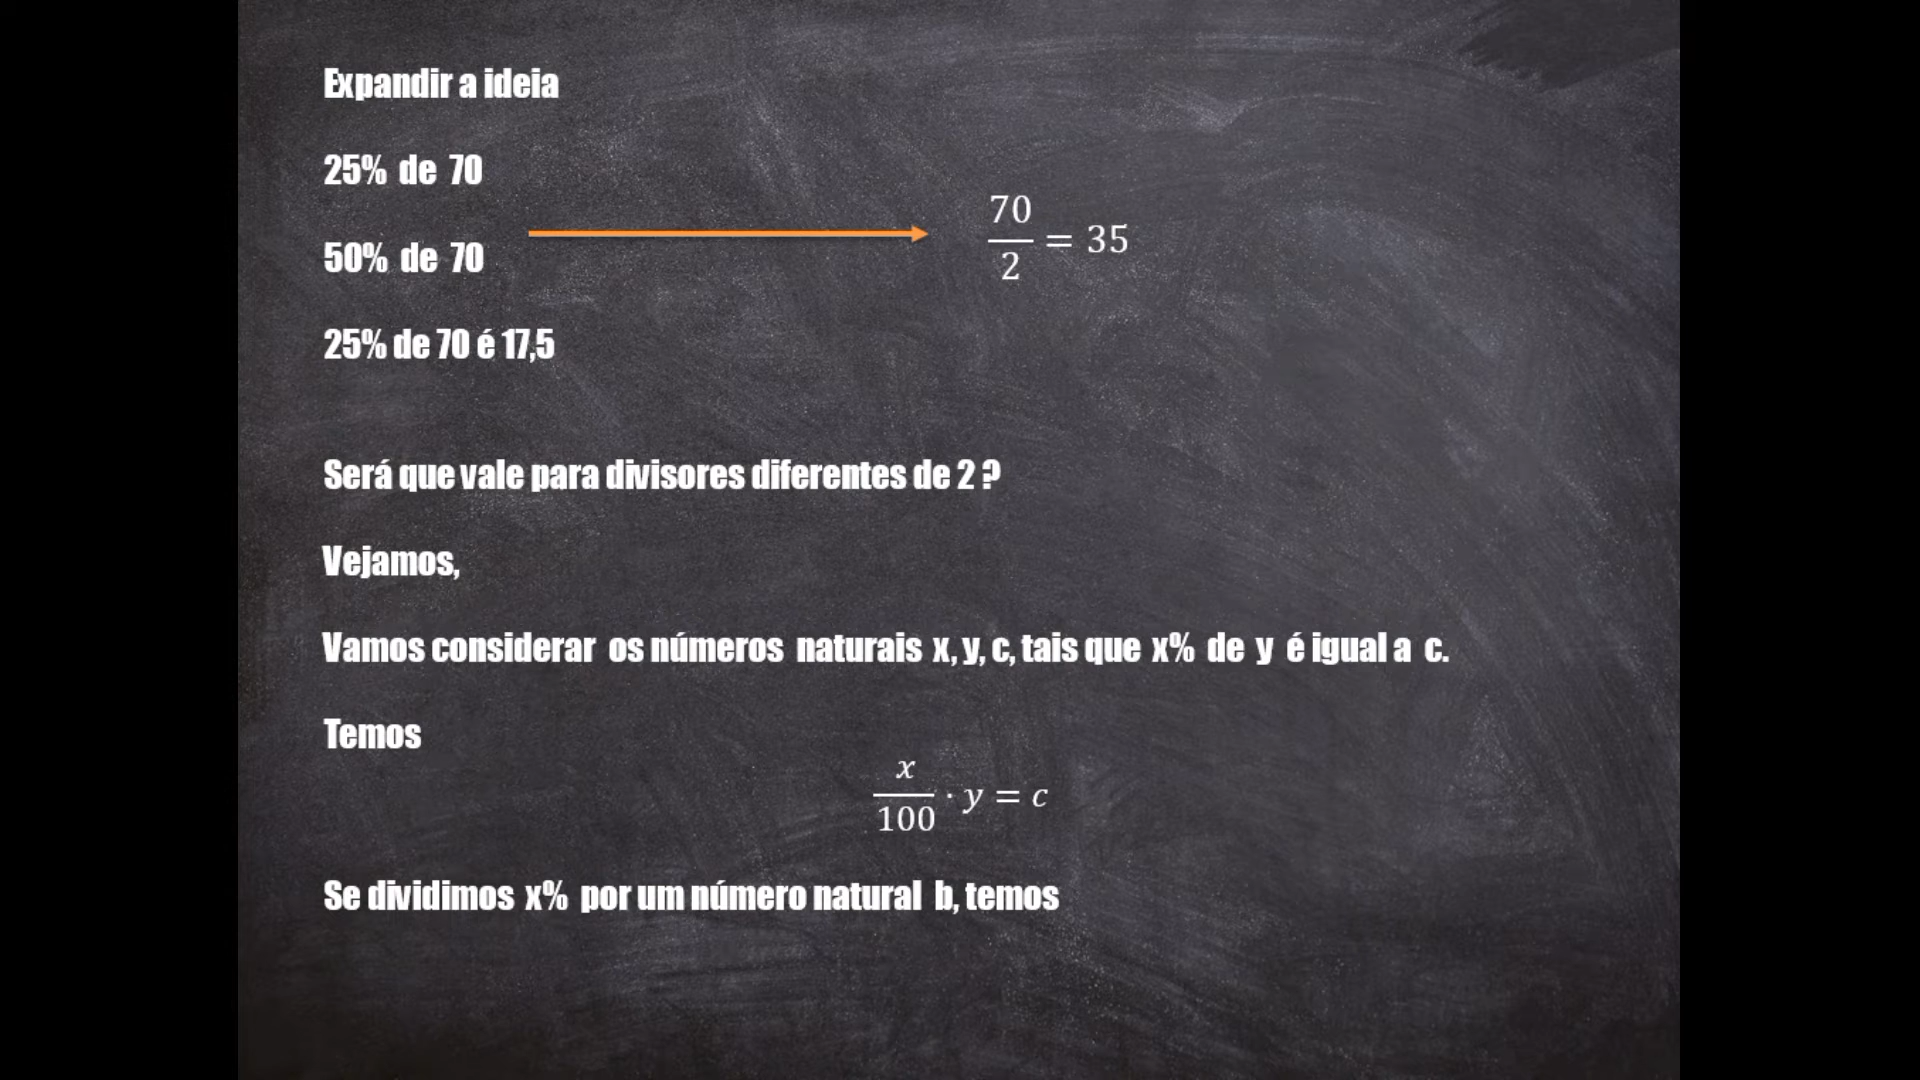 Expandir a ideia
25% de 70
50% de 70
70/2 = 35
25% de 70 é 17,5
Será que vale para divisores diferentes de 2 ?
Vejamos,
Vamos considerar os números naturais x, y, c, tais que x% de y é igual a c.
Temos
x/100 · y = c
Se dividimos x% por um número natural b, temos